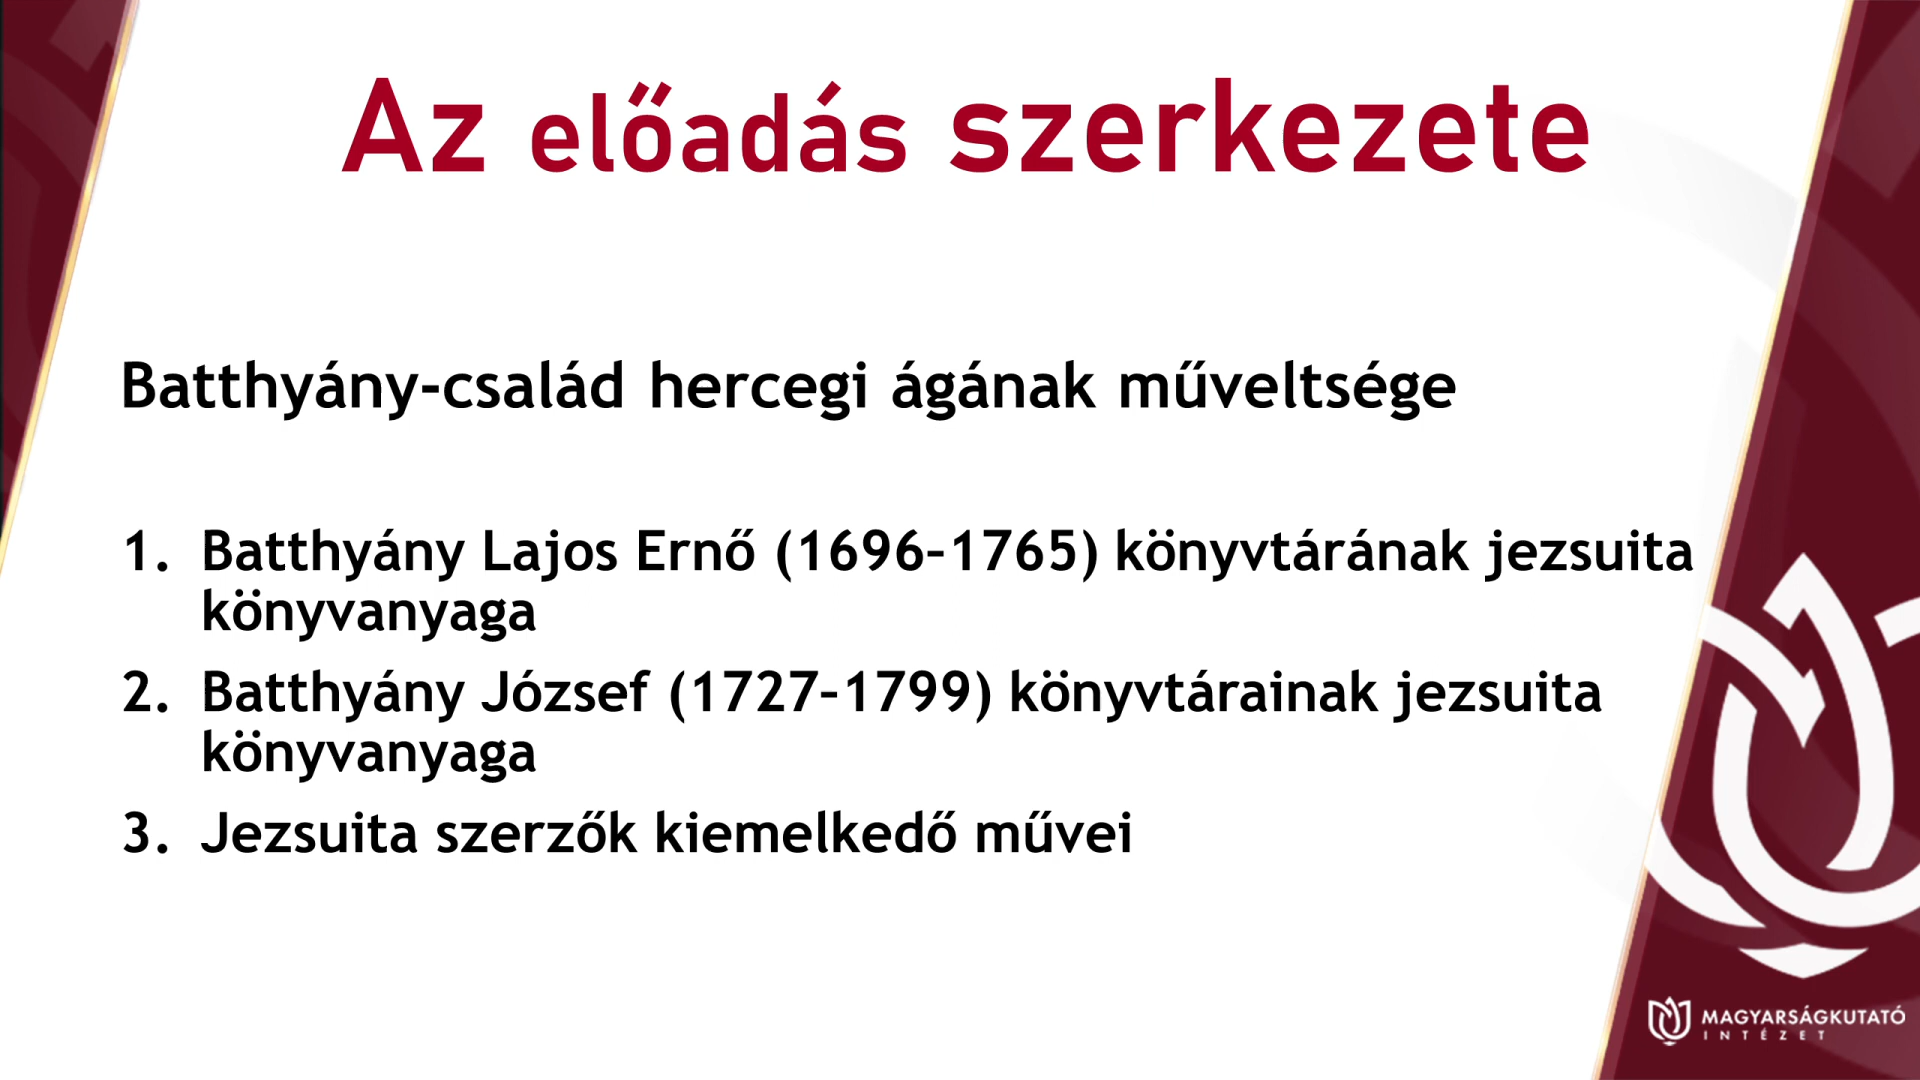 Az előadás szerkezete
Batthyány-család hercegi ágának műveltsége
1. Batthyány Lajos Ernő (1696–1765) könyvtárának jezsuita
könyvanyaga
2. Batthyány József (1727–1799) könyvtárainak jezsuita
könyvanyaga
3. Jezsuita szerzők kiemelkedő művei
MAGYARSÁGKUTATÓ
INTÉZET